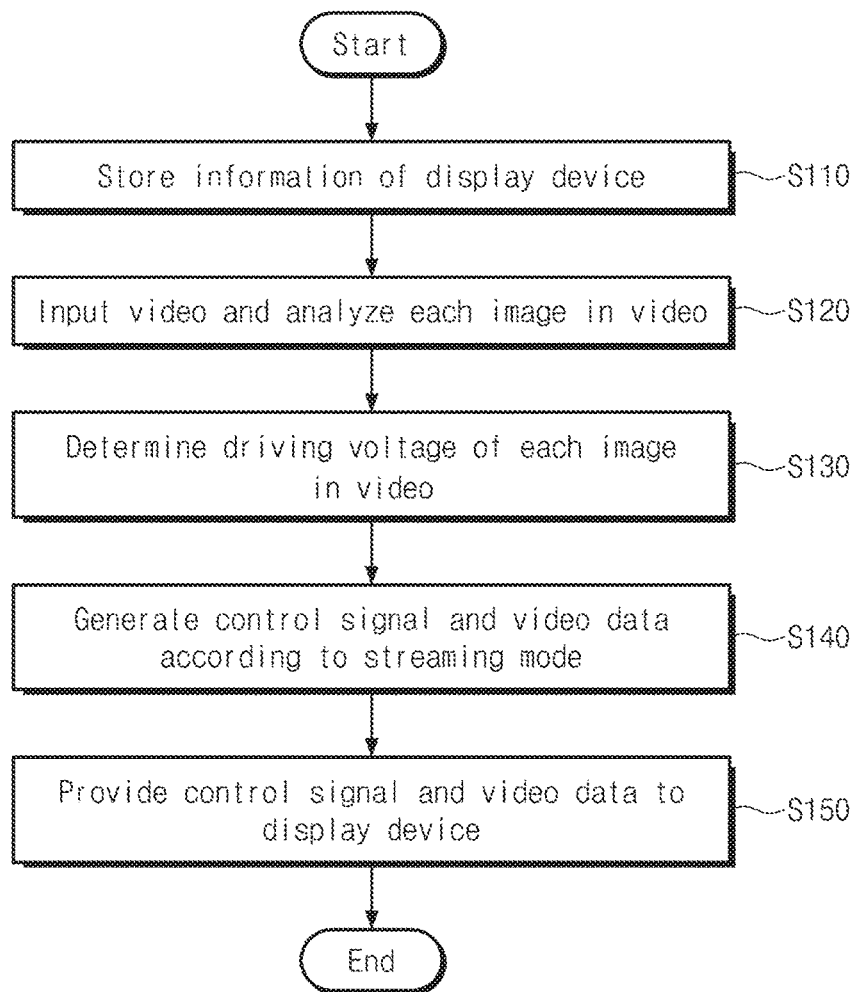 Start
Store information of display device
S110
Input video and analyze each image in video
S120
Determine driving voltage of each image
in video
S130
Generate control signal and video data
according to streaming mode
S140
Provide control signal and video data to
display device
S150
End